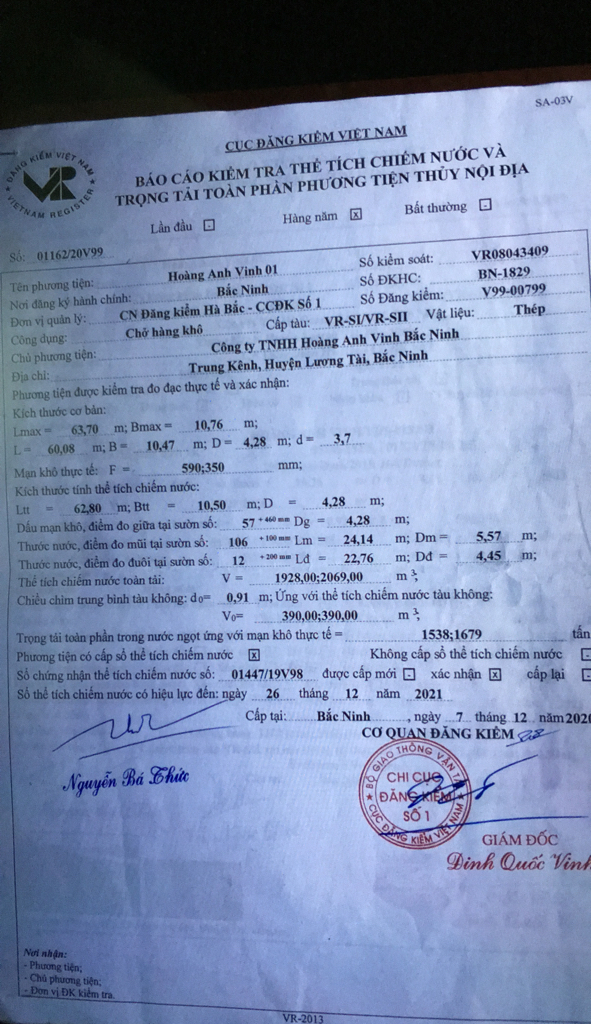 SA-03V
CỤC ĐĂNG KIỂM VIỆT NAM
ĐĂNG KIỂM VIỆT NAM
VR
VIETNAM REGISTER
BÁO CÁO KIỂM TRA THỂ TÍCH CHIẾM NƯỚC VÀ
TRỌNG TẢI TOÀN PHẦN PHƯƠNG TIỆN THỦY NỘI ĐỊA
Lần đầu ⊡ Hàng năm ☒ Bất thường ⊡
Số: 01162/20V99
Số kiểm soát: VR08043409
Tên phương tiện: Hoàng Anh Vinh 01 Số ĐKHC: BN-1829
Nơi đăng ký hành chính: Bắc Ninh Số Đăng kiểm: V99-00799
Đơn vị quản lý: CN Đăng kiểm Hà Bắc - CCĐK Số 1
Công dụng: Chở hàng khô Cấp tàu: VR-SI/VR-SII Vật liệu: Thép
Chủ phương tiện: Công ty TNHH Hoàng Anh Vinh Bắc Ninh
Địa chỉ: Trung Kênh, Huyện Lương Tài, Bắc Ninh
Phương tiện được kiểm tra đo đạc thực tế và xác nhận:
Kích thước cơ bản:
Lmax = 63,70 m; Bmax = 10,76 m;
L = 60,08 m; B = 10,47 m; D = 4,28 m; d = 3,7
Mạn khô thực tế: F = 590;350 mm;
Kích thước tính thể tích chiếm nước:
Ltt = 62,80 m; Btt = 10,50 m; D = 4,28 m;
Dấu mạn khô, điểm đo giữa tại sườn số: 57 +460 mm Dg = 4,28 m;
Thước nước, điểm đo mũi tại sườn số: 106 +100 mm Lm = 24,14 m; Dm = 5,57 m;
Thước nước, điểm đo đuôi tại sườn số: 12 +200 mm Lđ = 22,76 m; Dđ = 4,45 m;
Thể tích chiếm nước toàn tải: V = 1928,00;2069,00 m³;
Chiều chìm trung bình tàu không: d₀= 0,91 m; Ứng với thể tích chiếm nước tàu không:
V₀= 390,00;390,00 m³;
Trọng tải toàn phần trong nước ngọt ứng với mạn khô thực tế = 1538;1679 tấn
Phương tiện có cấp sổ thể tích chiếm nước ☒ Không cấp sổ thể tích chiếm nước ⊡
Số chứng nhận thể tích chiếm nước số: 01447/19V98 được cấp mới ⊡ xác nhận ☒ cấp lại ⊡
Sổ thể tích chiếm nước có hiệu lực đến: ngày 26 tháng 12 năm 2021
Cấp tại: Bắc Ninh, ngày 7 tháng 12 năm 2020
CƠ QUAN ĐĂNG KIỂM
BỘ GIAO THÔNG VẬN TẢI
CHI CỤC
ĐĂNG KIỂM
SỐ 1
CỤC ĐĂNG KIỂM VIỆT NAM
Nguyễn Bá Thức
GIÁM ĐỐC
Đinh Quốc Vinh
Nơi nhận:
- Phương tiện;
- Chủ phương tiện;
- Đơn vị ĐK kiểm tra.
VR-2013